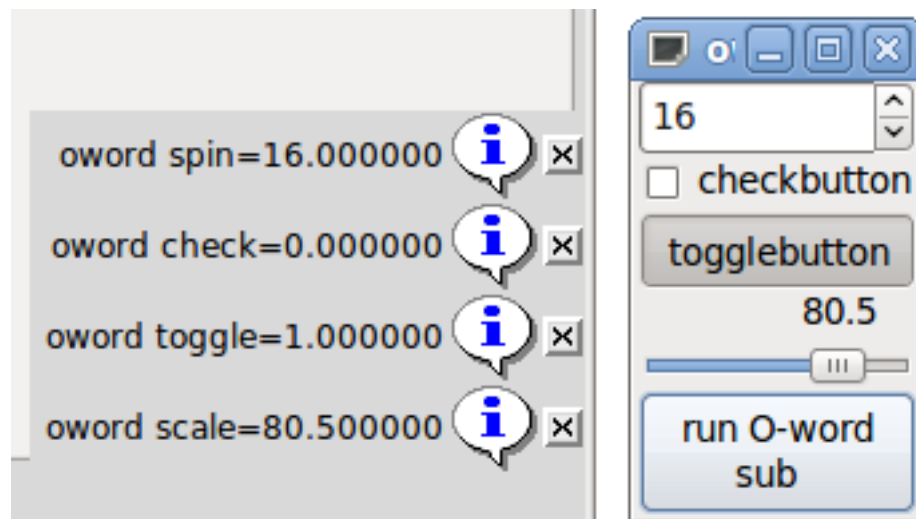 oword spin=16.000000
oword check=0.000000
oword toggle=1.000000
oword scale=80.500000
16
checkbutton
togglebutton
80.5
run O-word
sub